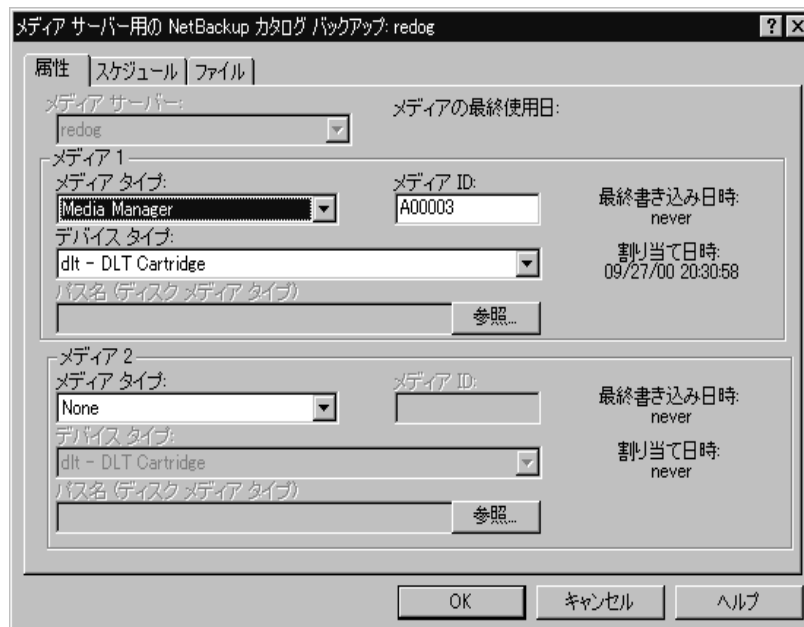 メディア サーバー用の NetBackup カタログ バックアップ: redog
属性 スケジュール ファイル
メディア サーバー:
redog
メディアの最終使用日:
メディア 1
メディア タイプ:
Media Manager
メディア ID:
A00003
最終書き込み日時:
never
デバイス タイプ:
dlt - DLT Cartridge
割り当て日時:
09/27/00 20:30:58
パス名 (ディスク メディア タイプ)
参照...
メディア 2
メディア タイプ:
None
メディア ID:
最終書き込み日時:
never
デバイス タイプ:
dlt - DLT Cartridge
割り当て日時:
never
パス名 (ディスク メディア タイプ)
参照...
OK キャンセル ヘルプ